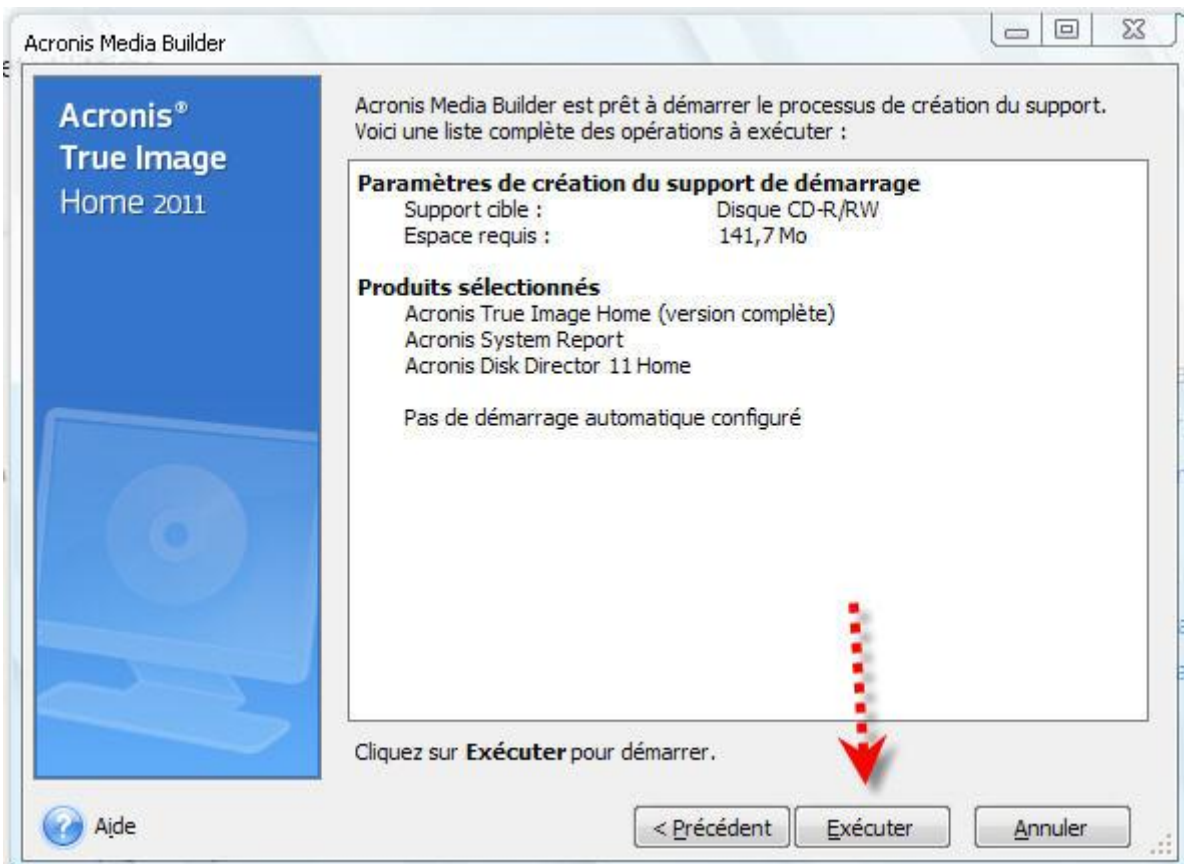 Acronis Media Builder
Acronis®
True Image
Home 2011
Acronis Media Builder est prêt à démarrer le processus de création du support.
Voici une liste complète des opérations à exécuter :
Paramètres de création du support de démarrage
Support cible : Disque CD-R/RW
Espace requis : 141,7 Mo
Produits sélectionnés
Acronis True Image Home (version complète)
Acronis System Report
Acronis Disk Director 11 Home
Pas de démarrage automatique configuré
Cliquez sur Exécuter pour démarrer.
Aide
< Précédent
Exécuter
Annuler